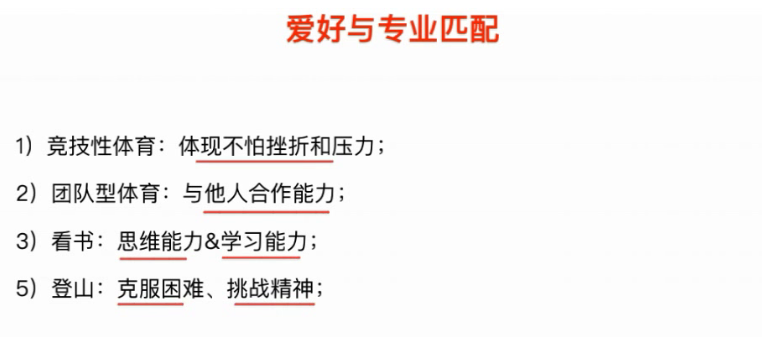 爱好与专业匹配
1）竞技性体育：体现不怕挫折和压力；
2）团队型体育：与他人合作能力；
3）看书：思维能力&学习能力；
5）登山：克服困难、挑战精神；